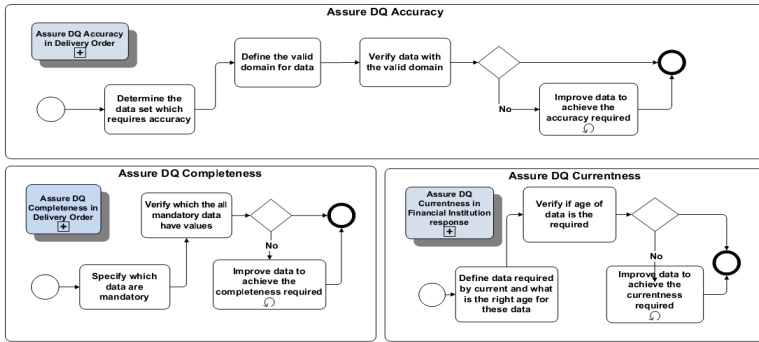 Assure DQ Accuracy
Assure DQ Accuracy
in Delivery Order
Define the valid
domain for data
Verify data with
the valid domain
Determine the
data set which
requires accuracy
No
Improve data to
achieve the
accuracy required
Assure DQ Completeness
Assure DQ
Completeness in
Delivery Order
Verify which the all
mandatory data
have values
No
Specify which
data are
mandatory
Improve data to
achieve the
completeness required
Assure DQ Currentness
Assure DQ
Currentness in
Financial Institution
response
Verify if age of
data is the
required
No
Define data required
by current and what
is the right age for
these data
Improve data to
achieve the
currentness
required